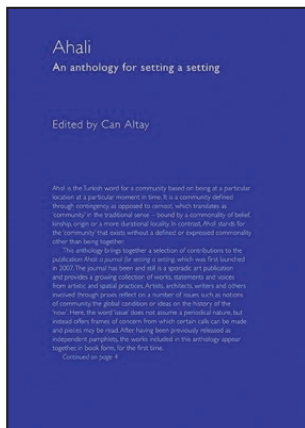 Ahali
An anthology for setting a setting
Edited by Can Altay
Ahali is the Turkish word for a community based on being at a particular
location at a particular moment in time. It is a community defined
through contingency as opposed to cemaat, which translates as
'community' in the traditional sense – bound by a commonality of belief,
kinship, origin or a more durational locality. In contrast, Ahali stands for
the 'community' that exists without a defined or expressed commonality
other than being together.
This anthology brings together a selection of contributions to the
publication Ahali: a journal for setting a setting, which was first launched
in 2007. The journal has been and still is a sporadic art publication
and provides a growing collection of works, statements and voices
from artistic and spatial practices. Artists, architects, writers and others
involved through praxis reflect on a number of issues such as notions
of community, the global condition or ideas on the history of the
'now'. Here, the word 'issue' does not assume a periodical nature, but
instead offers frames of concern from which certain calls can be made
and pieces may be read. After having been previously released as
independent pamphlets, the works included in this anthology appear
together, in book form, for the first time.
Continued on page 4